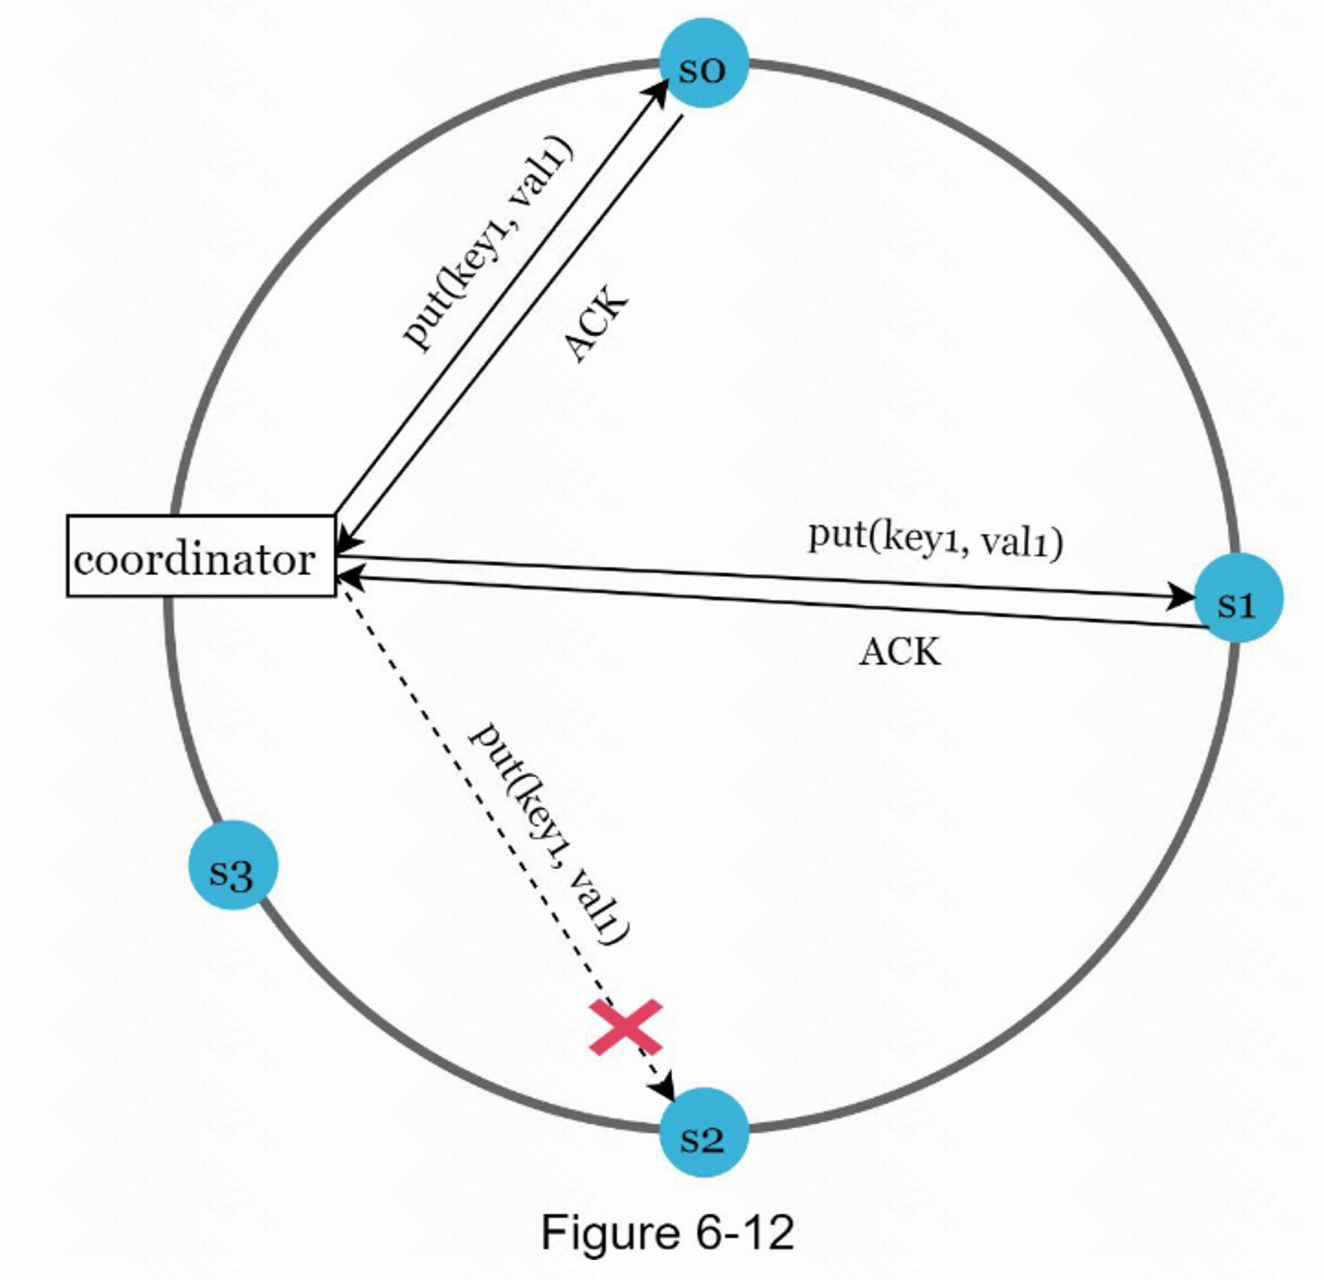 s0
put(key1, val1)
ACK
coordinator
put(key1, val1)
s1
ACK
put(key1, val1)
s3
s2
Figure 6-12